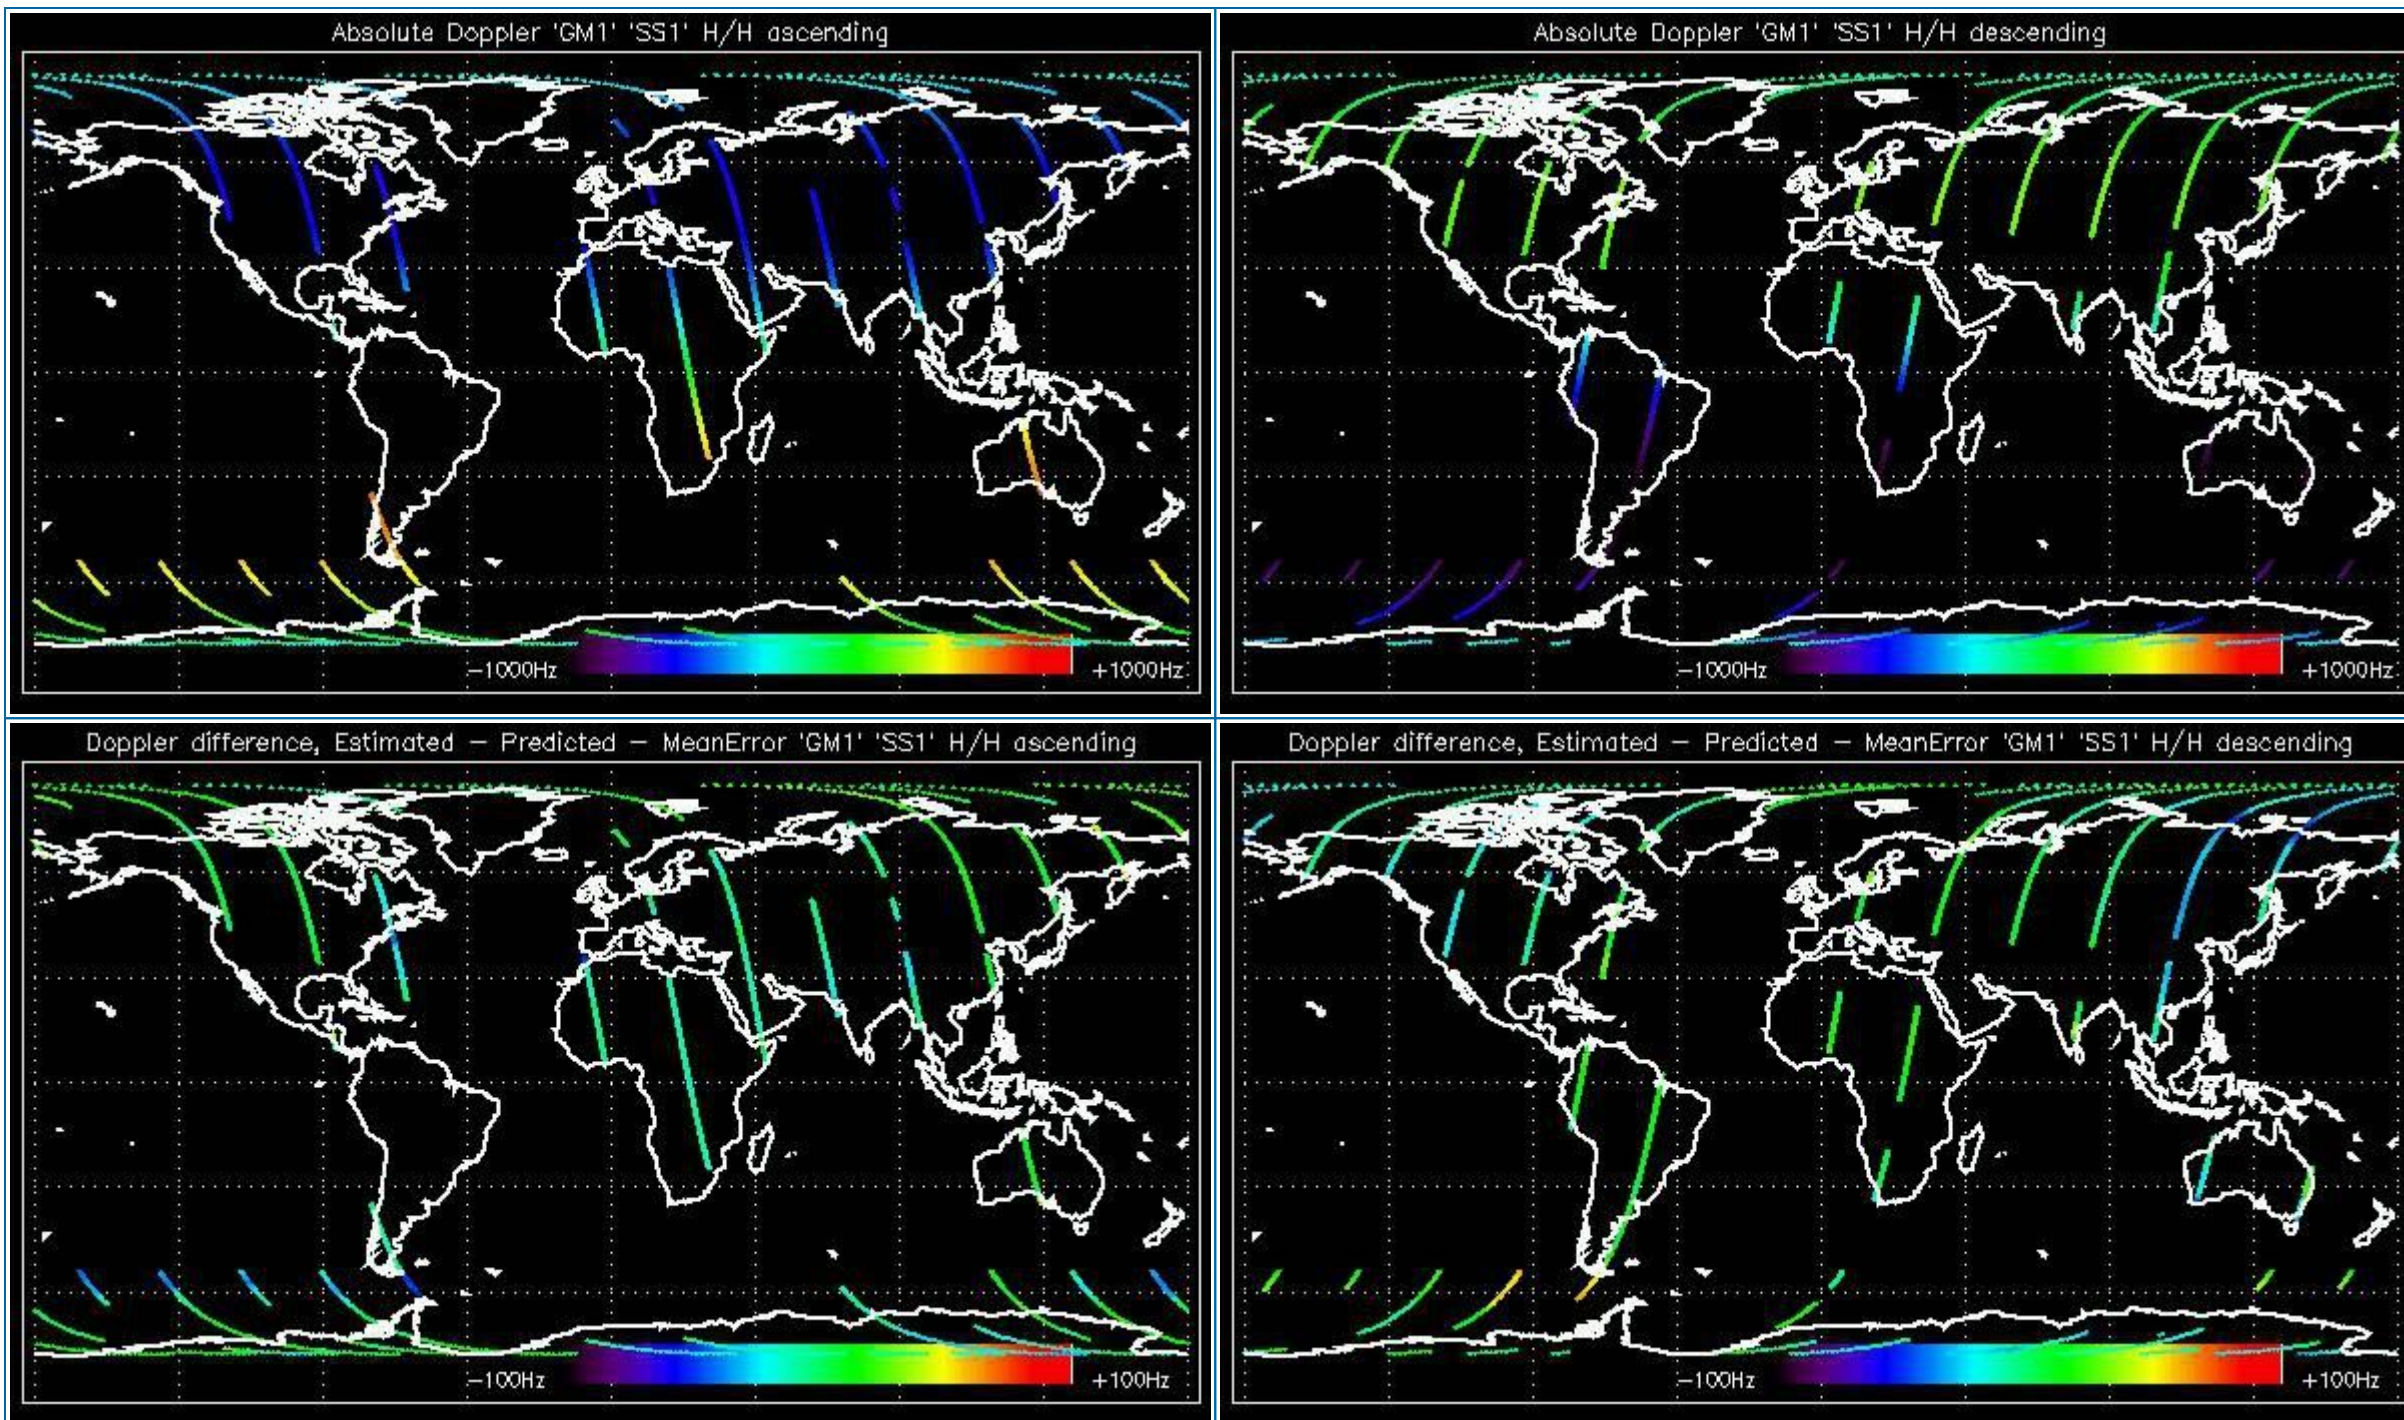 Absolute Doppler 'GM1' 'SS1' H/H ascending
−1000Hz
+1000Hz
Absolute Doppler 'GM1' 'SS1' H/H descending
−1000Hz
+1000Hz
Doppler difference, Estimated − Predicted − MeanError 'GM1' 'SS1' H/H ascending
−100Hz
+100Hz
Doppler difference, Estimated − Predicted − MeanError 'GM1' 'SS1' H/H descending
−100Hz
+100Hz